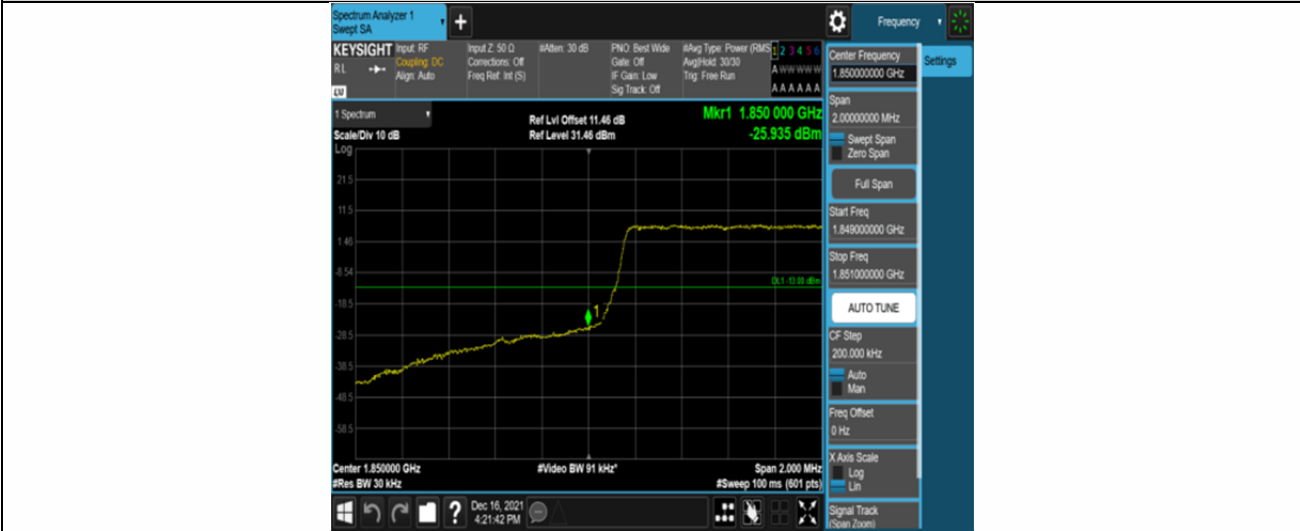 Spectrum Analyzer 1
Swept SA
+
Frequency
KEYSIGHT
RL
LXI
Input: RF
Coupling: DC
Align: Auto
Input Z: 50 Ω
Corrections: Off
Freq Ref: Int (S)
#Atten: 30 dB
PNO: Best Wide
Gate: Off
IF Gain: Low
Sig Track: Off
#Avg Type: Power (RMS
Avg|Hold: 30/30
Trig: Free Run
1 2 3 4 5 6
A W W W W W
A A A A A A
1 Spectrum
Scale/Div 10 dB
Log
Ref Lvl Offset 11.46 dB
Ref Level 31.46 dBm
Mkr1 1.850 000 GHz
-25.935 dBm
21.5
11.5
1.46
-8.54
-18.5
-28.5
-38.5
-48.5
-58.5
DL1 -13.00 dBm
1
Center 1.850000 GHz
#Res BW 30 kHz
#Video BW 91 kHz*
Span 2.000 MHz
#Sweep 100 ms (601 pts)
Center Frequency
1.850000000 GHz
Settings
Span
2.00000000 MHz
Swept Span
Zero Span
Full Span
Start Freq
1.849000000 GHz
Stop Freq
1.851000000 GHz
AUTO TUNE
CF Step
200.000 kHz
Auto
Man
Freq Offset
0 Hz
X Axis Scale
Log
Lin
Signal Track
(Span Zoom)
?
Dec 16, 2021
4:21:42 PM